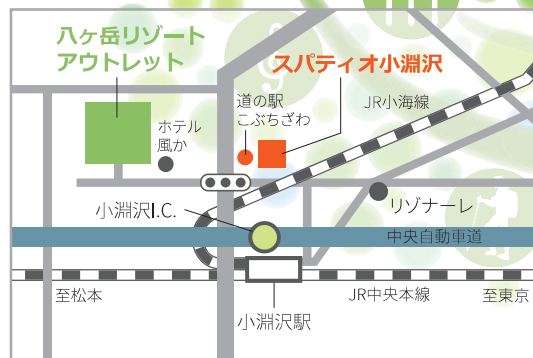 八ヶ岳リゾート
アウトレット
スパティオ小淵沢
道の駅
こぶちざわ
JR小海線
ホテル
風か
小淵沢I.C.
リゾナーレ
中央自動車道
至松本
JR中央本線
至東京
小淵沢駅